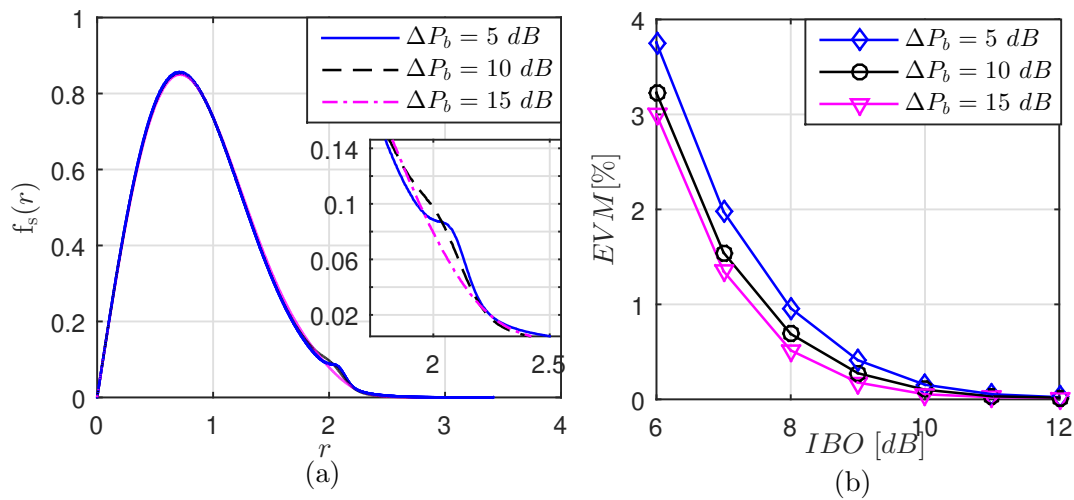 1
0.8
0.6
0.4
0.2
0
0 1 2 3 4
f_s(r)
r
ΔP_b = 5 dB
ΔP_b = 10 dB
ΔP_b = 15 dB
0.14
0.1
0.06
0.02
2 2.5
(a)
4
3
2
1
0
6 8 10 12
EVM[%]
IBO [dB]
ΔP_b = 5 dB
ΔP_b = 10 dB
ΔP_b = 15 dB
(b)